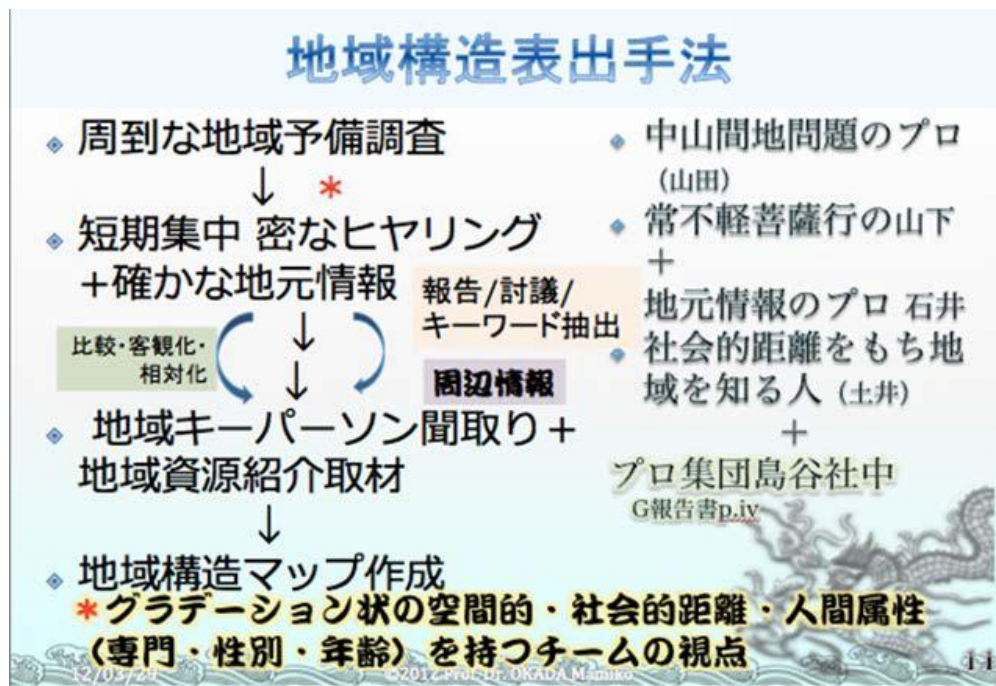 地域構造表出手法
周到な地域予備調査
↓ *
短期集中 密なヒヤリング
+確かな地元情報
報告/討議/
キーワード抽出
比較・客観化・
相対化
↓
↓
周辺情報
地域キーパーソン聞取り+
地域資源紹介取材
↓
地域構造マップ作成
*グラデーション状の空間的・社会的距離・人間属性
(専門・性別・年齢)を持つチームの視点
中山間地問題のプロ
(山田)
常不軽菩薩行の山下
+
地元情報のプロ 石井
社会的距離をもち地
域を知る人(土井)
+
プロ集団島谷社中
G報告書p.iv
12/03/29
©2012 Prof. Dr. OKADA Mamiko
11